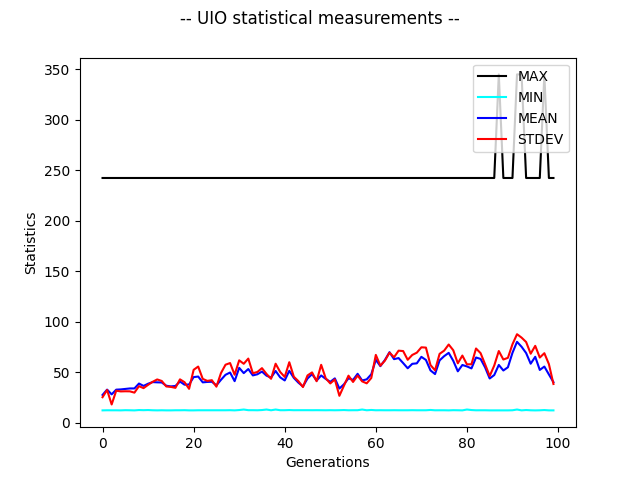 -- UIO statistical measurements --
350
300
250
200
150
100
50
0
Statistics
MAX
MIN
MEAN
STDEV
0 20 40 60 80 100
Generations